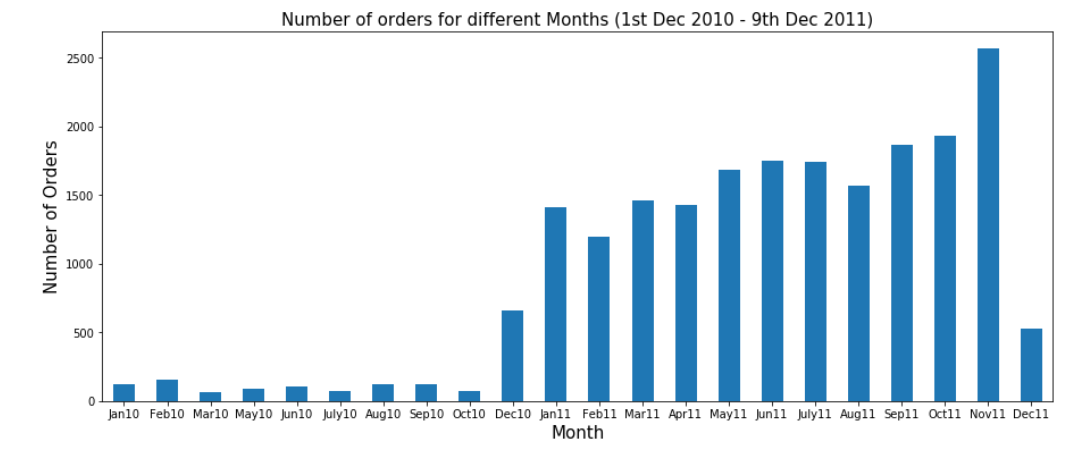 Number of orders for different Months (1st Dec 2010 - 9th Dec 2011)
2500
2000
1500
1000
500
0
Number of Orders
Jan10 Feb10 Mar10 May10 Jun10 July10 Aug10 Sep10 Oct10 Dec10 Jan11 Feb11 Mar11 Apr11 May11 Jun11 July11 Aug11 Sep11 Oct11 Nov11 Dec11
Month